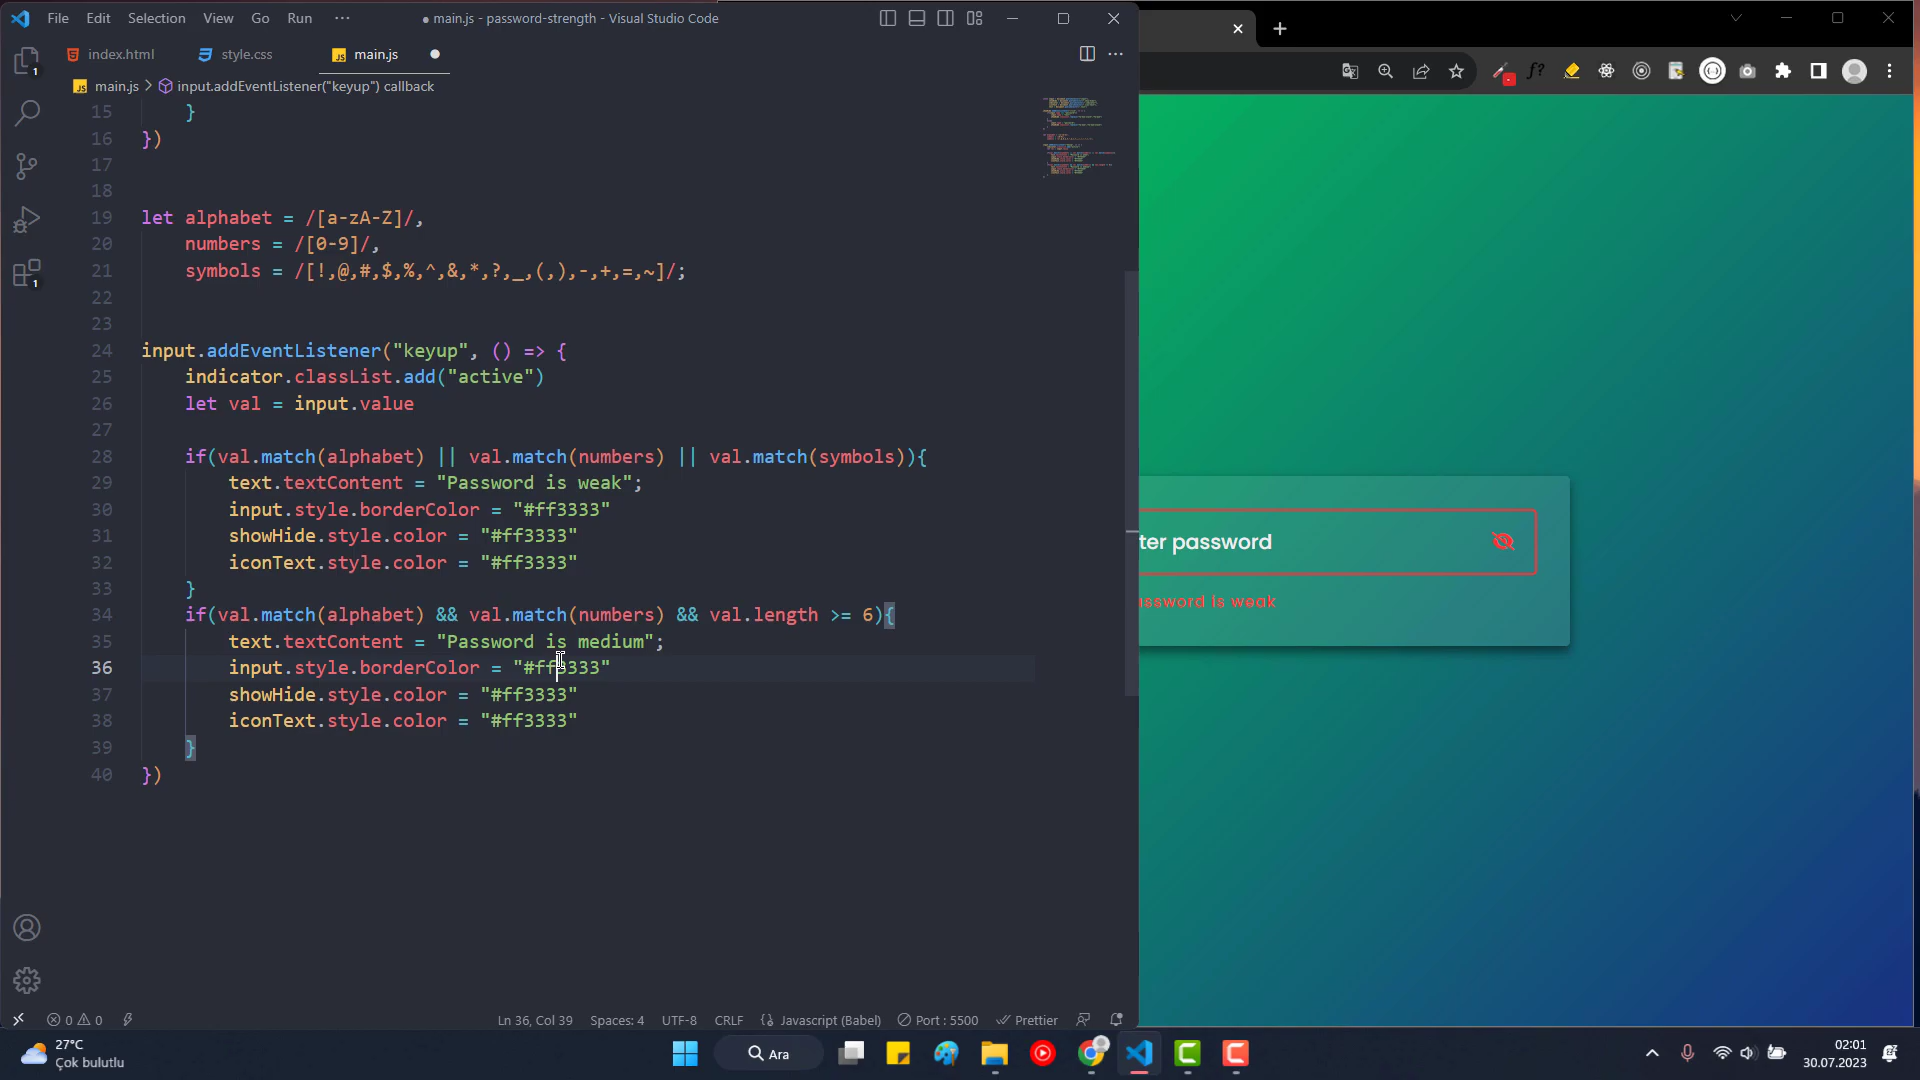 File Edit Selection View Go Run ··· ● main.js - password-strength - Visual Studio Code
index.html style.css JS main.js
JS main.js > input.addEventListener("keyup") callback
15 }
16 })
17
18
19 let alphabet = /[a-zA-Z]/,
20 numbers = /[0-9]/,
21 symbols = /[!,@,#,$,%,^,&,*,?,_,(,),-,+,=,~]/;
22
23
24 input.addEventListener("keyup", () => {
25 indicator.classList.add("active")
26 let val = input.value
27
28 if(val.match(alphabet) || val.match(numbers) || val.match(symbols)){
29 text.textContent = "Password is weak";
30 input.style.borderColor = "#ff3333"
31 showHide.style.color = "#ff3333"
32 iconText.style.color = "#ff3333"
33 }
34 if(val.match(alphabet) && val.match(numbers) && val.length >= 6){
35 text.textContent = "Password is medium";
36 input.style.borderColor = "#ff3333"
37 showHide.style.color = "#ff3333"
38 iconText.style.color = "#ff3333"
39 }
40 })
1
1
f?
ter password
assword is weak
0 0
Ln 36, Col 39 Spaces: 4 UTF-8 CRLF {} Javascript (Babel) Port : 5500 Prettier
27°C
Çok bulutlu
Ara
02:01
30.07.2023